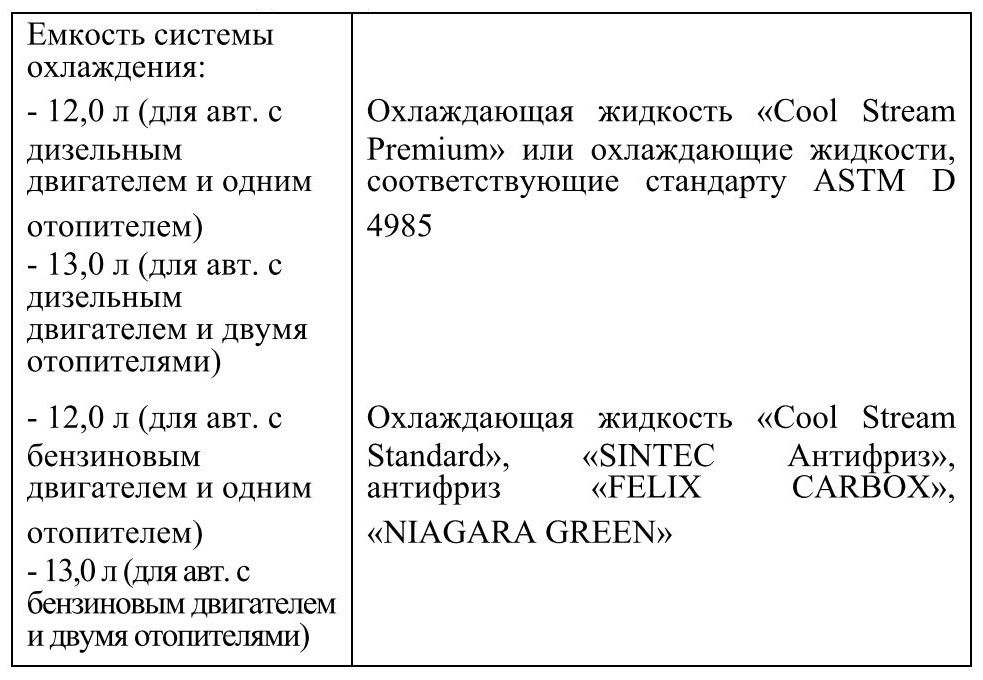 Емкость системы
охлаждения:
- 12,0 л (для авт. с
дизельным
двигателем и одним
отопителем)
- 13,0 л (для авт. с
дизельным
двигателем и двумя
отопителями)
Охлаждающая жидкость «Cool Stream
Premium» или охлаждающие жидкости,
соответствующие стандарту ASTM D
4985
- 12,0 л (для авт. с
бензиновым
двигателем и одним
отопителем)
- 13,0 л (для авт. с
бензиновым двигателем
и двумя отопителями)
Охлаждающая жидкость «Cool Stream
Standard», «SINTEC Антифриз»,
антифриз «FELIX CARBOX»,
«NIAGARA GREEN»